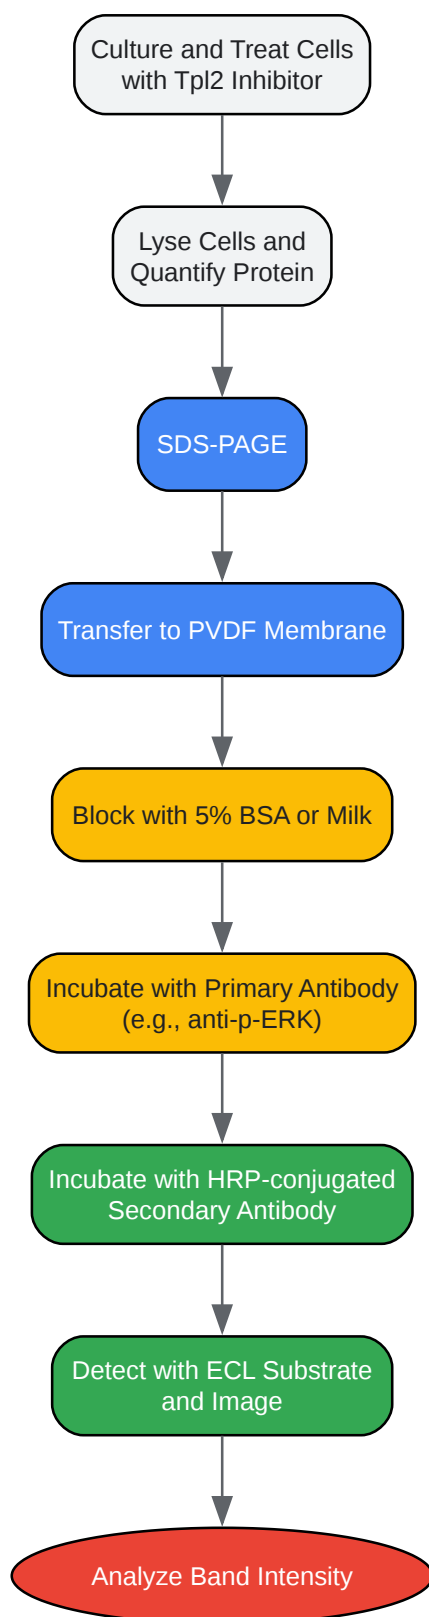 Culture and Treat Cells
with Tpl2 Inhibitor
Lyse Cells and
Quantify Protein
SDS-PAGE
Transfer to PVDF Membrane
Block with 5% BSA or Milk
Incubate with Primary Antibody
(e.g., anti-p-ERK)
Incubate with HRP-conjugated
Secondary Antibody
Detect with ECL Substrate
and Image
Analyze Band Intensity